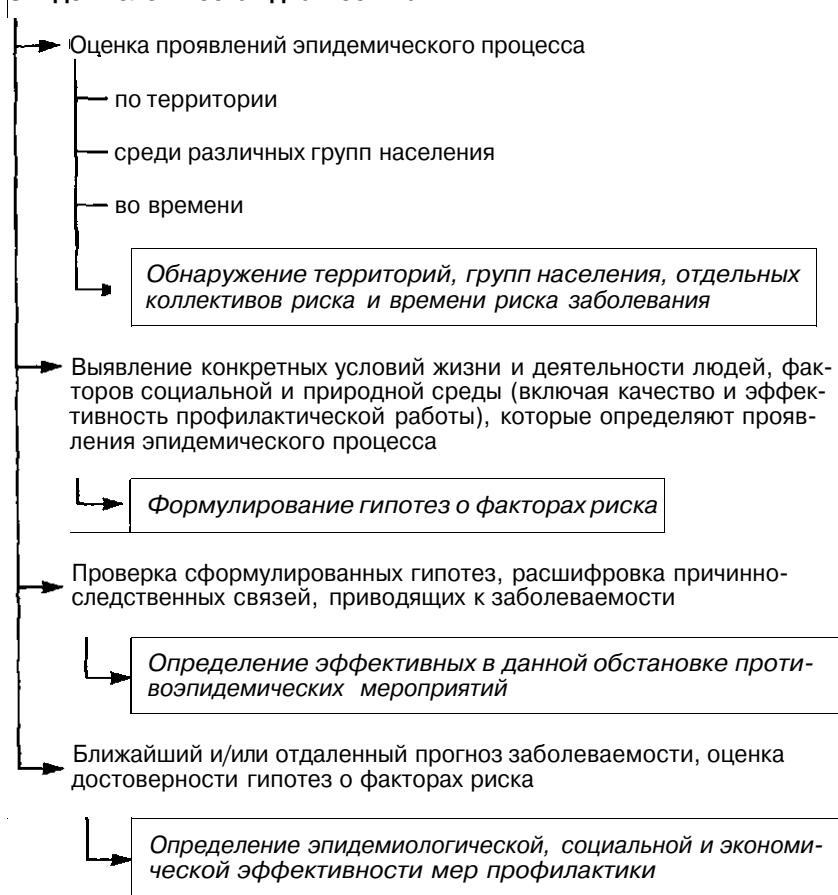 Оценка проявлений эпидемического процесса
по территории
среди различных групп населения
во времени
Обнаружение территорий, групп населения, отдельных
коллективов риска и времени риска заболевания
Выявление конкретных условий жизни и деятельности людей, фак-
торов социальной и природной среды (включая качество и эффек-
тивность профилактической работы), которые определяют прояв-
ления эпидемического процесса
Формулирование гипотез о факторах риска
Проверка сформулированных гипотез, расшифровка причинно-
следственных связей, приводящих к заболеваемости
Определение эффективных в данной обстановке проти-
воэпидемических мероприятий
Ближайший и/или отдаленный прогноз заболеваемости, оценка
достоверности гипотез о факторах риска
Определение эпидемиологической, социальной и экономи-
ческой эффективности мер профилактики